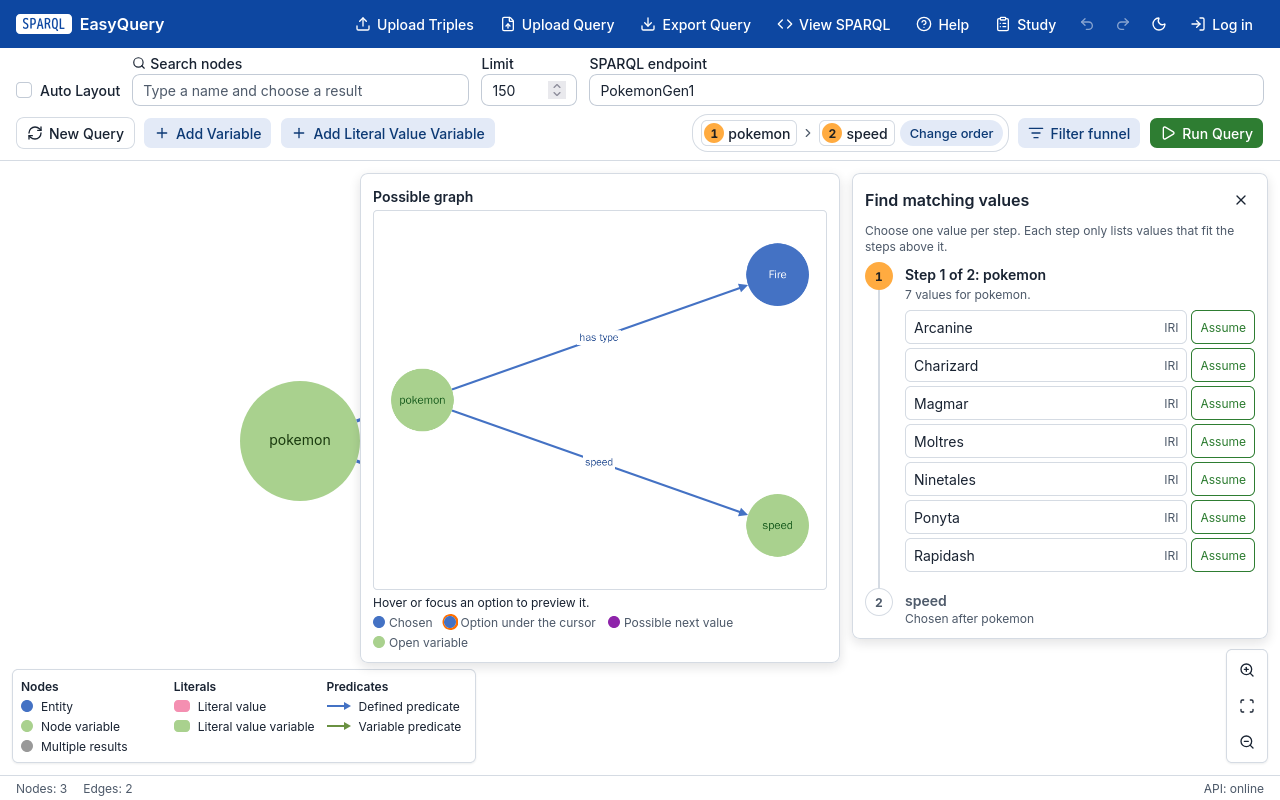 SPARQL EasyQuery Upload Triples Upload Query Export Query View SPARQL Help Study Log in
Search nodes Limit SPARQL endpoint
Auto Layout Type a name and choose a result 150 PokemonGen1
New Query Add Variable Add Literal Value Variable 1 pokemon 2 speed Change order Filter funnel Run Query
pokemon
Possible graph
Fire
has type
pokemon
speed
speed
Hover or focus an option to preview it.
Chosen Option under the cursor Possible next value
Open variable
Find matching values
Choose one value per step. Each step only lists values that fit the
steps above it.
1 Step 1 of 2: pokemon
7 values for pokemon.
Arcanine IRI Assume
Charizard IRI Assume
Magmar IRI Assume
Moltres IRI Assume
Ninetales IRI Assume
Ponyta IRI Assume
Rapidash IRI Assume
2 speed
Chosen after pokemon
Nodes Literals Predicates
Entity Literal value Defined predicate
Node variable Literal value variable Variable predicate
Multiple results
Nodes: 3 Edges: 2 API: online